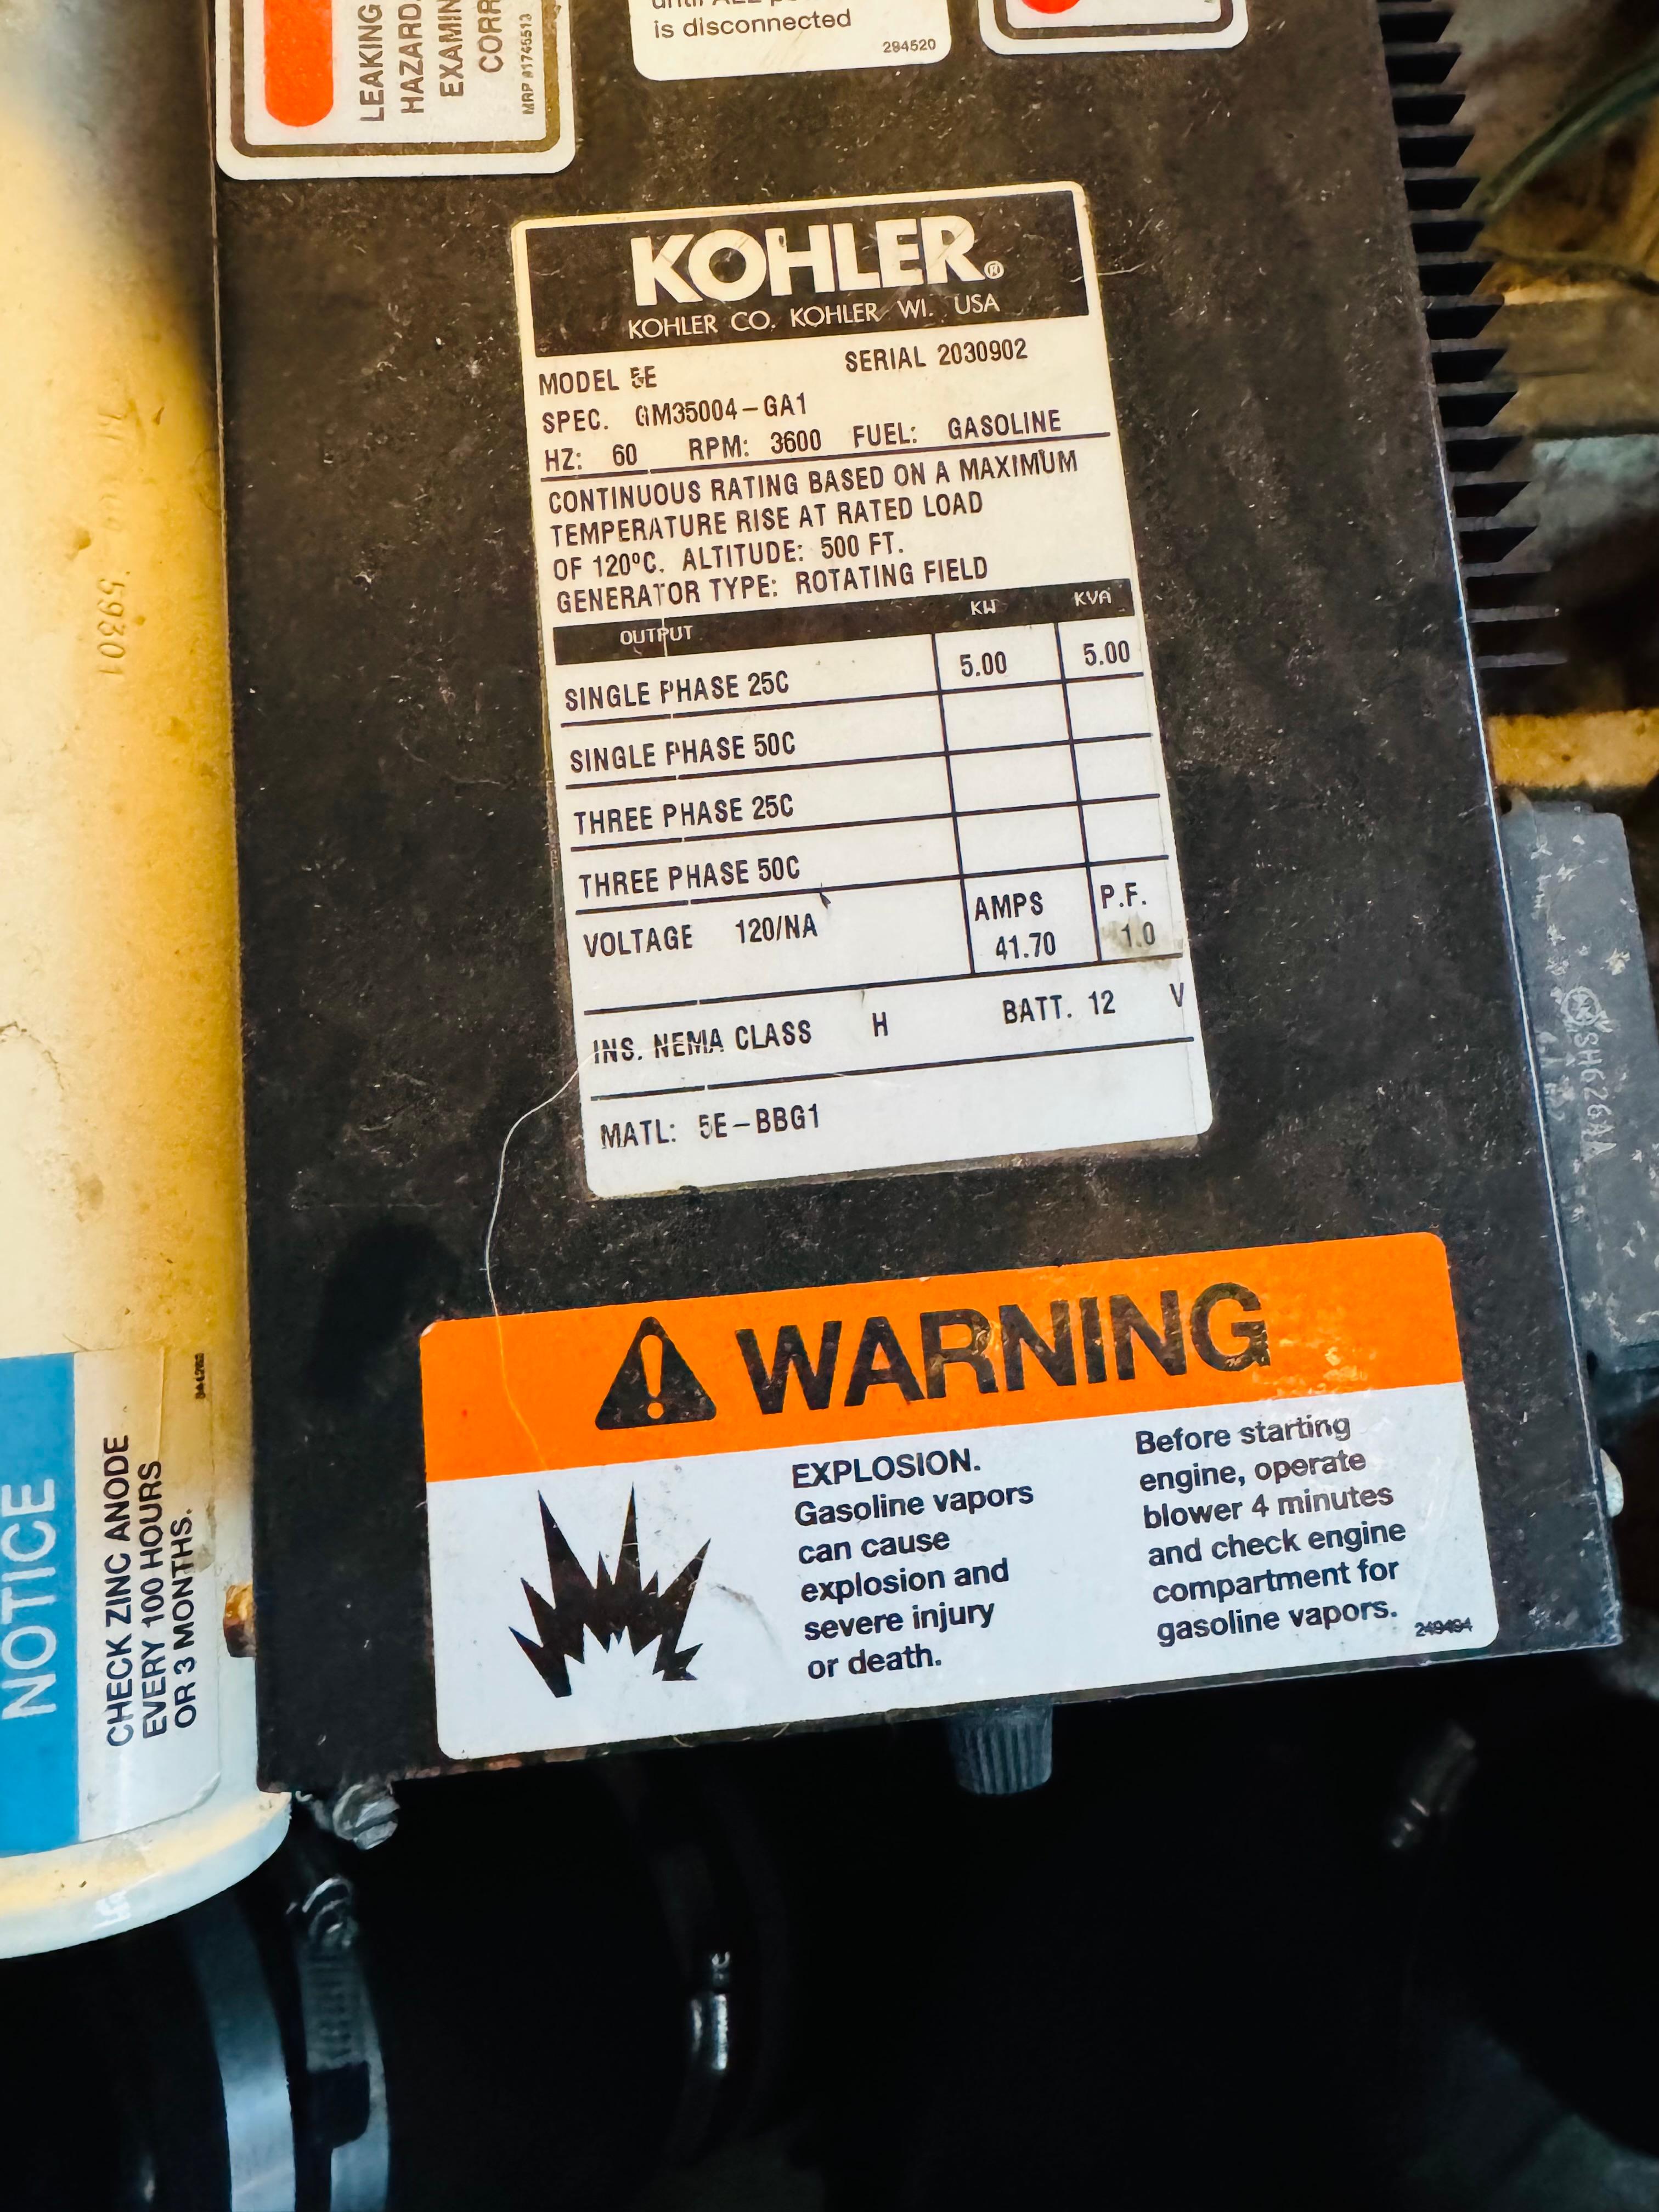 LEAKING
HAZARD
EXAMIN
CORR
MRP #1745513
is disconnected
294520
KOHLER®
KOHLER CO. KOHLER WI. USA
MODEL 5E SERIAL 2030902
SPEC. GM35004-GA1
HZ: 60 RPM: 3600 FUEL: GASOLINE
CONTINUOUS RATING BASED ON A MAXIMUM
TEMPERATURE RISE AT RATED LOAD
OF 120ºC. ALTITUDE: 500 FT.
GENERATOR TYPE: ROTATING FIELD
OUTPUT KW KVA
SINGLE PHASE 25C 5.00 5.00
SINGLE PHASE 50C
THREE PHASE 25C
THREE PHASE 50C
VOLTAGE 120/NA AMPS 41.70 P.F. 1.0
INS. NEMA CLASS H BATT. 12 V
MATL: 5E-BBG1
WARNING
EXPLOSION.
Gasoline vapors
can cause
explosion and
severe injury
or death.
Before starting
engine, operate
blower 4 minutes
and check engine
compartment for
gasoline vapors.
249494
NOTICE
CHECK ZINC ANODE
EVERY 100 HOURS
OR 3 MONTHS.
59301